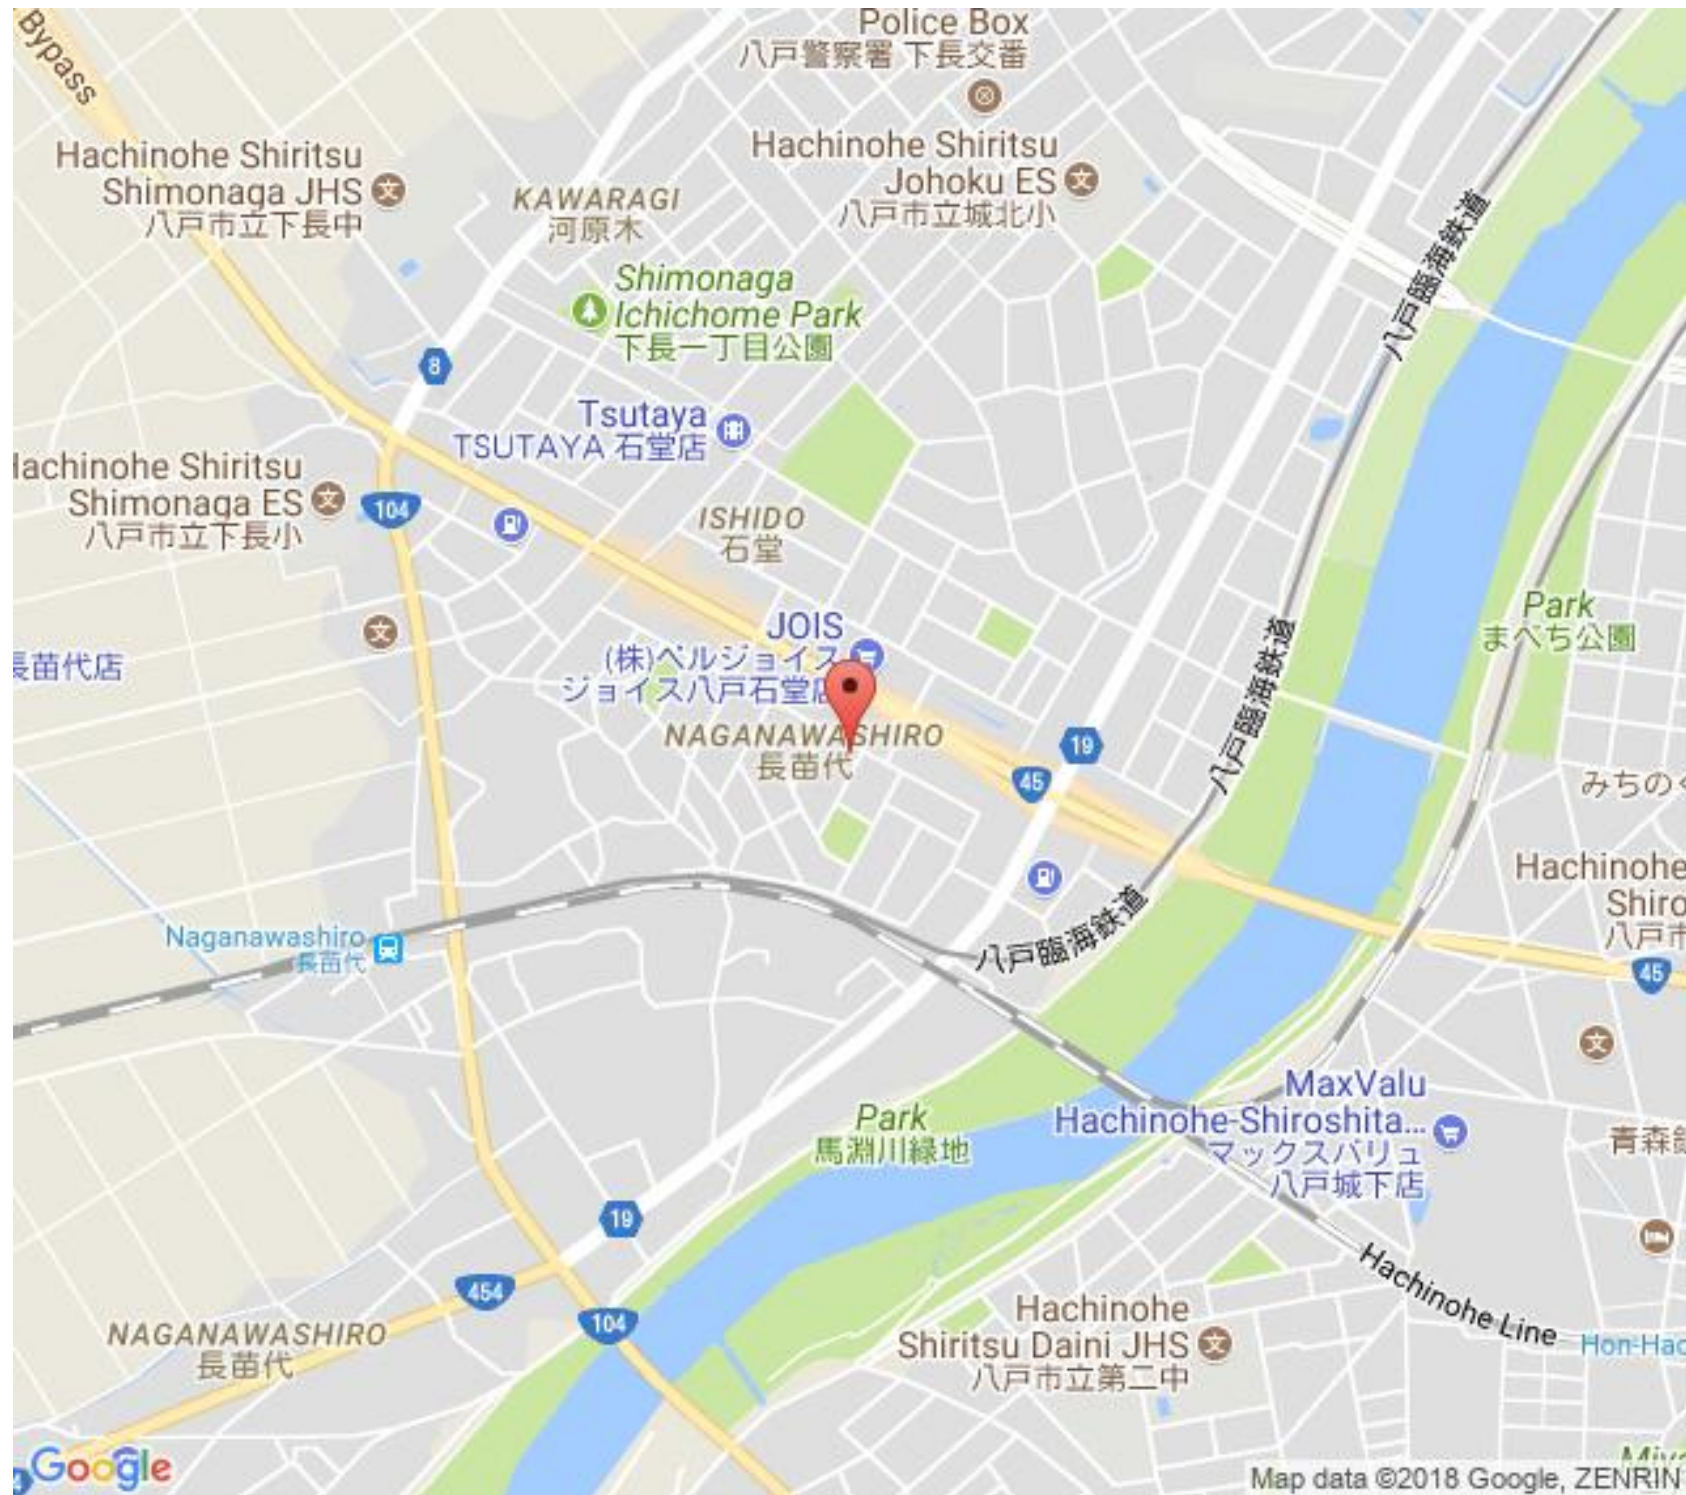 Bypass
Police Box
八戸警察署 下長交番
Hachinohe Shiritsu
Shimonaga JHS
八戸市立下長中
Hachinohe Shiritsu
Johoku ES
八戸市立城北小
KAWARAGI
河原木
八戸臨海鉄道
Shimonaga
Ichichome Park
下長一丁目公園
8
Tsutaya
TSUTAYA 石堂店
Hachinohe Shiritsu
Shimonaga ES
八戸市立下長小
文
104
ISHIDO
石堂
JOIS
(株)ベルジョイス
ジョイス八戸石堂店
文
長苗代店
Park
まべち公園
八戸臨海鉄道
NAGANAWASHIRO
長苗代
19
45
みちのく
Hachinohe
Shiro
八戸市
Naganawashiro
長苗代
八戸臨海鉄道
45
文
MaxValu
Hachinohe-Shiroshita...
マックスバリュ
八戸城下店
Park
馬淵川緑地
青森
19
454
104
Hachinohe Line
Hon-Hac
NAGANAWASHIRO
長苗代
Hachinohe
Shiritsu Daini JHS
八戸市立第二中
文
Google
Map data ©2018 Google, ZENRIN